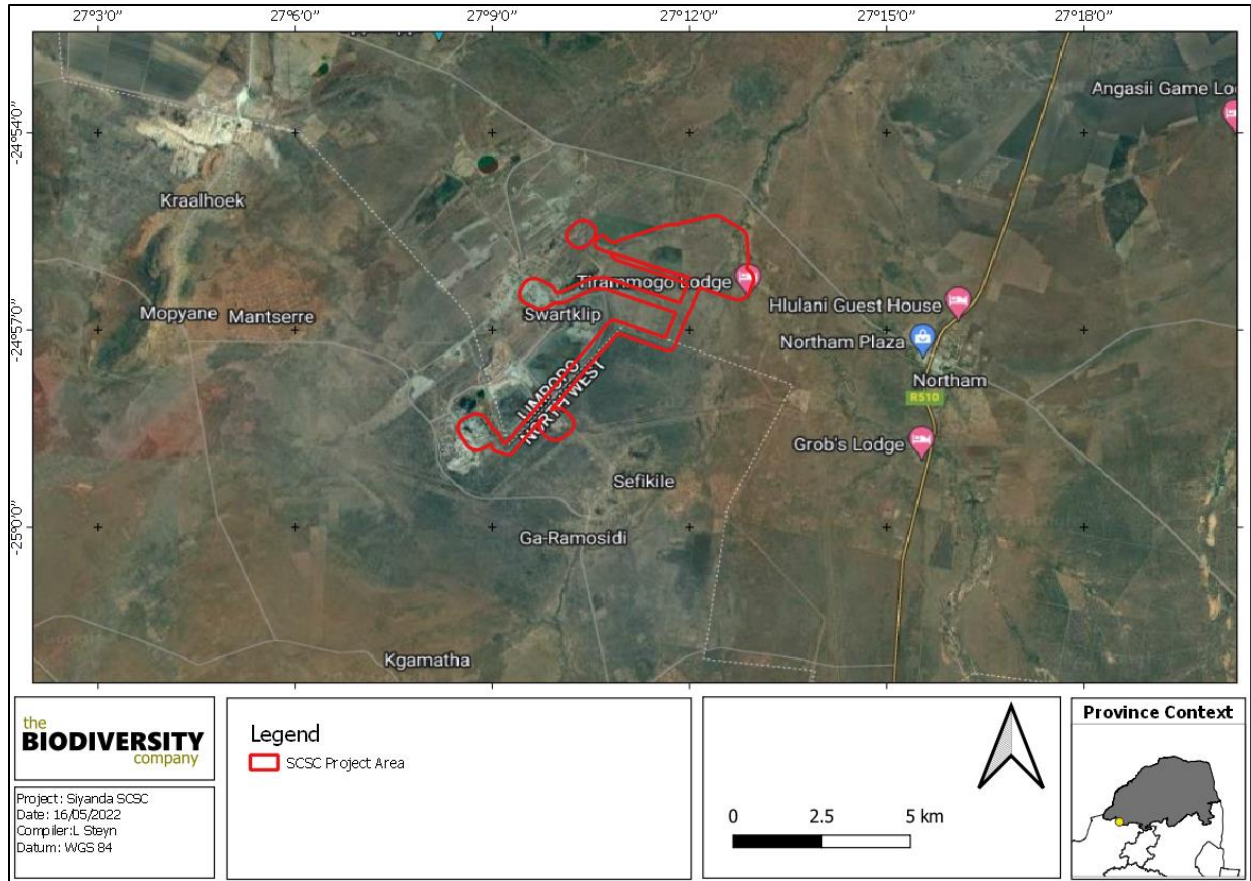 27°3'0"
27°6'0"
27°9'0"
27°12'0"
27°15'0"
27°18'0"
-24°54'0"
-24°57'0"
-25°0'0"
Angasii Game Lo
Kraalhoek
Tirammogo Lodge
Hlulani Guest House
Mopyane
Mantserre
Swartklip
Northam Plaza
Northam
R510
LIMPOPO
NORTH WEST
Grob's Lodge
Sefikile
Ga-Ramosidi
Kgamatha
the
BIODIVERSITY
company
Project: Siyanda SCSC
Date: 16/05/2022
Compiler:L Steyn
Datum: WGS 84
Legend
SCSC Project Area
0 2.5 5 km
Province Context